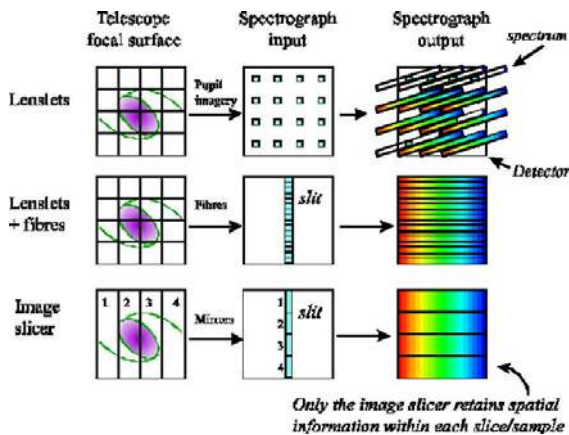 Telescope
focal surface
Spectrograph
input
Spectrograph
output
spectrum
Lenslets
Pupil
imagery
Detector
Lenslets
+ fibres
Fibres
slit
Image
slicer
1 2 3 4
Mirrors
1
2
3
4
slit
Only the image slicer retains spatial
information within each slice/sample